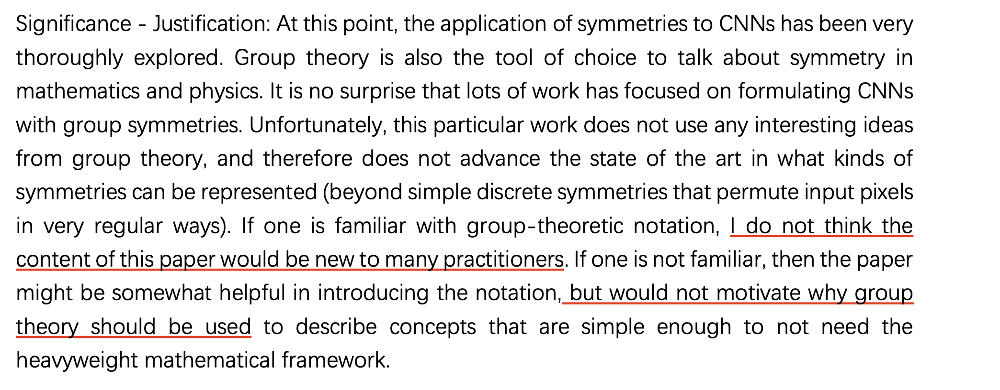 Significance - Justification: At this point, the application of symmetries to CNNs has been very
thoroughly explored. Group theory is also the tool of choice to talk about symmetry in
mathematics and physics. It is no surprise that lots of work has focused on formulating CNNs
with group symmetries. Unfortunately, this particular work does not use any interesting ideas
from group theory, and therefore does not advance the state of the art in what kinds of
symmetries can be represented (beyond simple discrete symmetries that permute input pixels
in very regular ways). If one is familiar with group-theoretic notation, I do not think the
content of this paper would be new to many practitioners. If one is not familiar, then the paper
might be somewhat helpful in introducing the notation, but would not motivate why group
theory should be used to describe concepts that are simple enough to not need the
heavyweight mathematical framework.